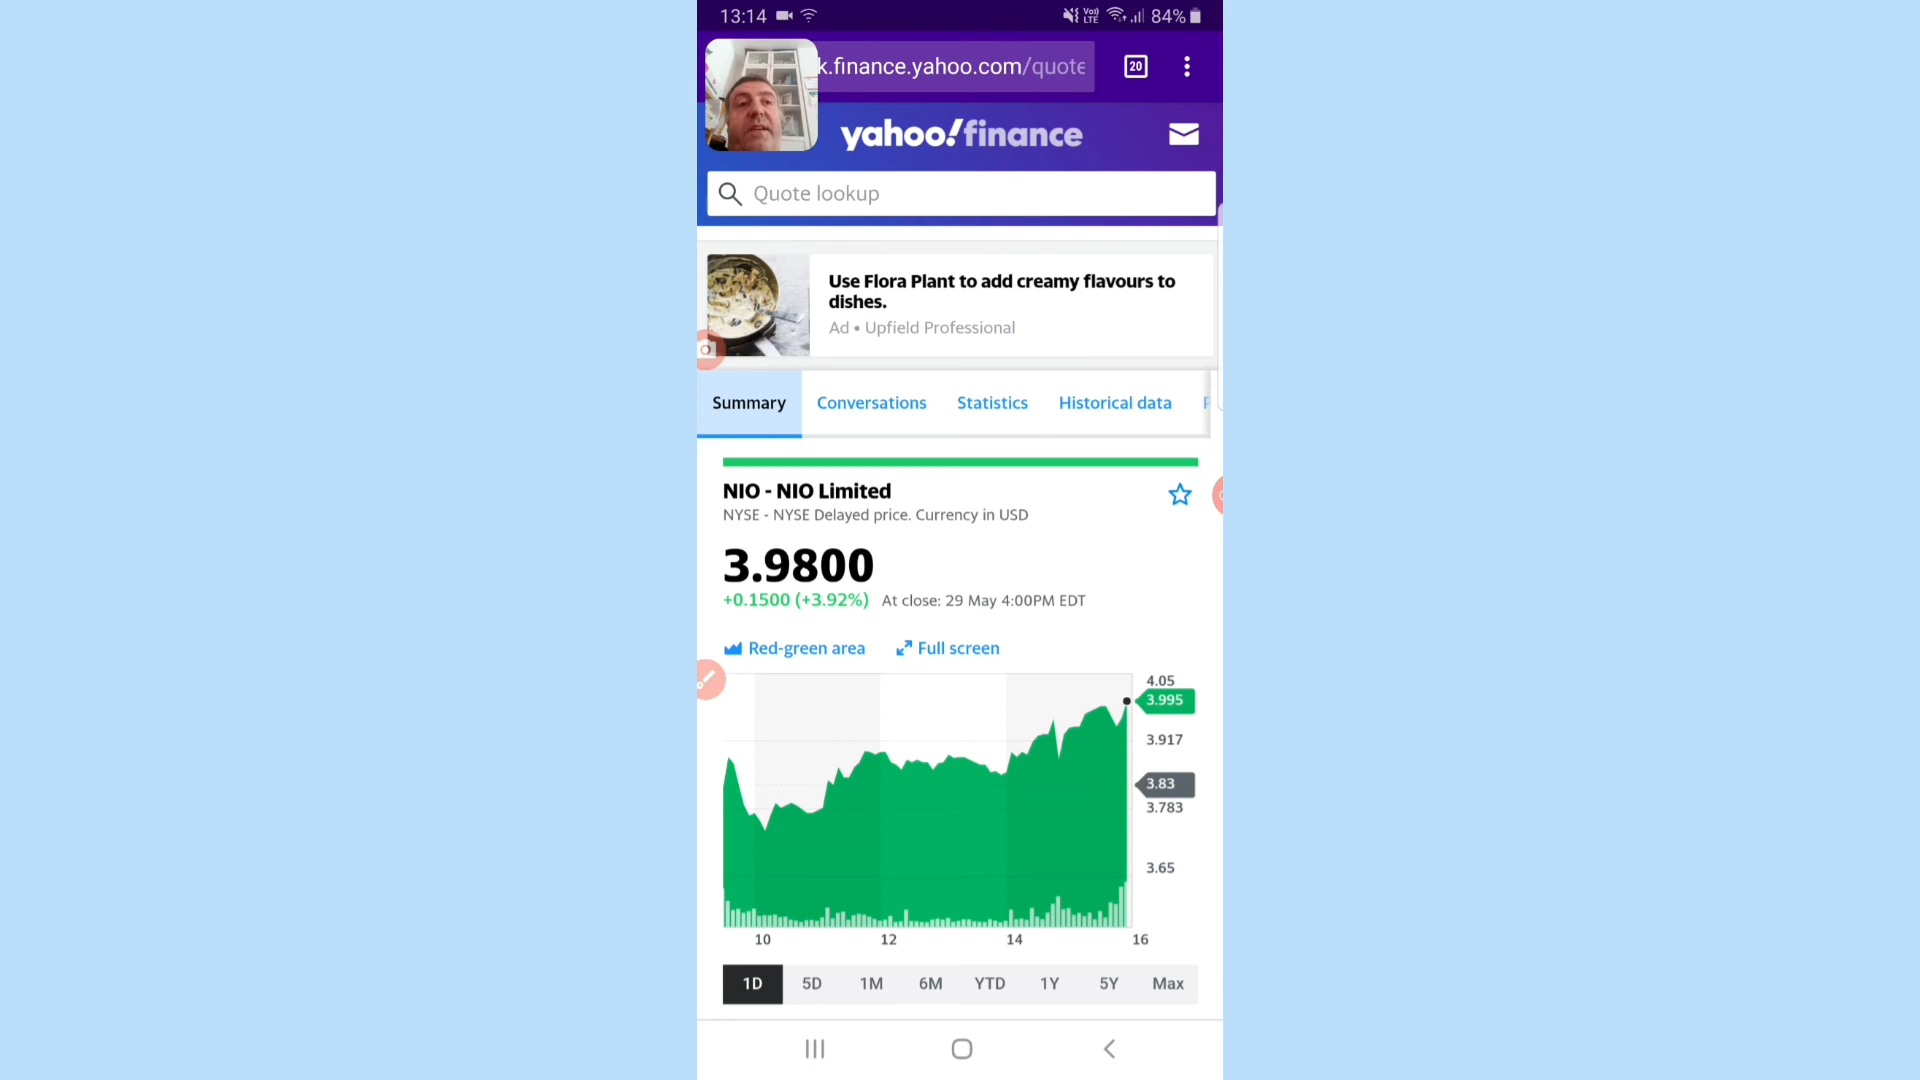 13:14
Vo)) LTE 84%
k.finance.yahoo.com/quote
20
yahoo!finance
Quote lookup
Use Flora Plant to add creamy flavours to
dishes.
Ad • Upfield Professional
Summary Conversations Statistics Historical data
NIO - NIO Limited
NYSE - NYSE Delayed price. Currency in USD
3.9800
+0.1500 (+3.92%) At close: 29 May 4:00PM EDT
Red-green area Full screen
4.05
3.995
3.917
3.83
3.783
3.65
10 12 14 16
1D 5D 1M 6M YTD 1Y 5Y Max